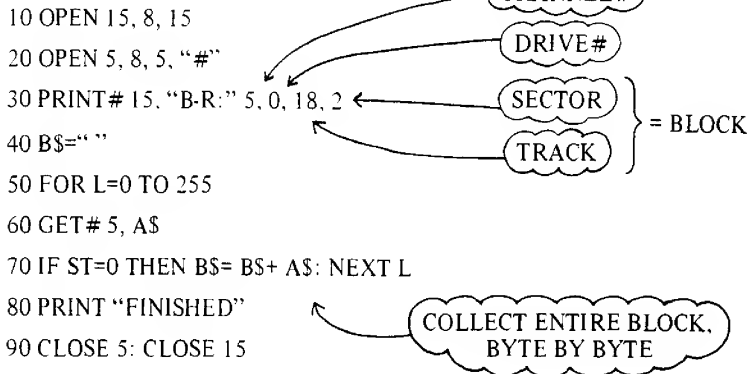 10 OPEN 15, 8, 15
DRIVE#
20 OPEN 5, 8, 5, “#”
30 PRINT# 15, “B-R:” 5, 0, 18, 2
SECTOR
= BLOCK
40 B$=“ ”
TRACK
50 FOR L=0 TO 255
60 GET# 5, A$
70 IF ST=0 THEN B$= B$+ A$: NEXT L
80 PRINT “FINISHED”
COLLECT ENTIRE BLOCK,
90 CLOSE 5: CLOSE 15
BYTE BY BYTE